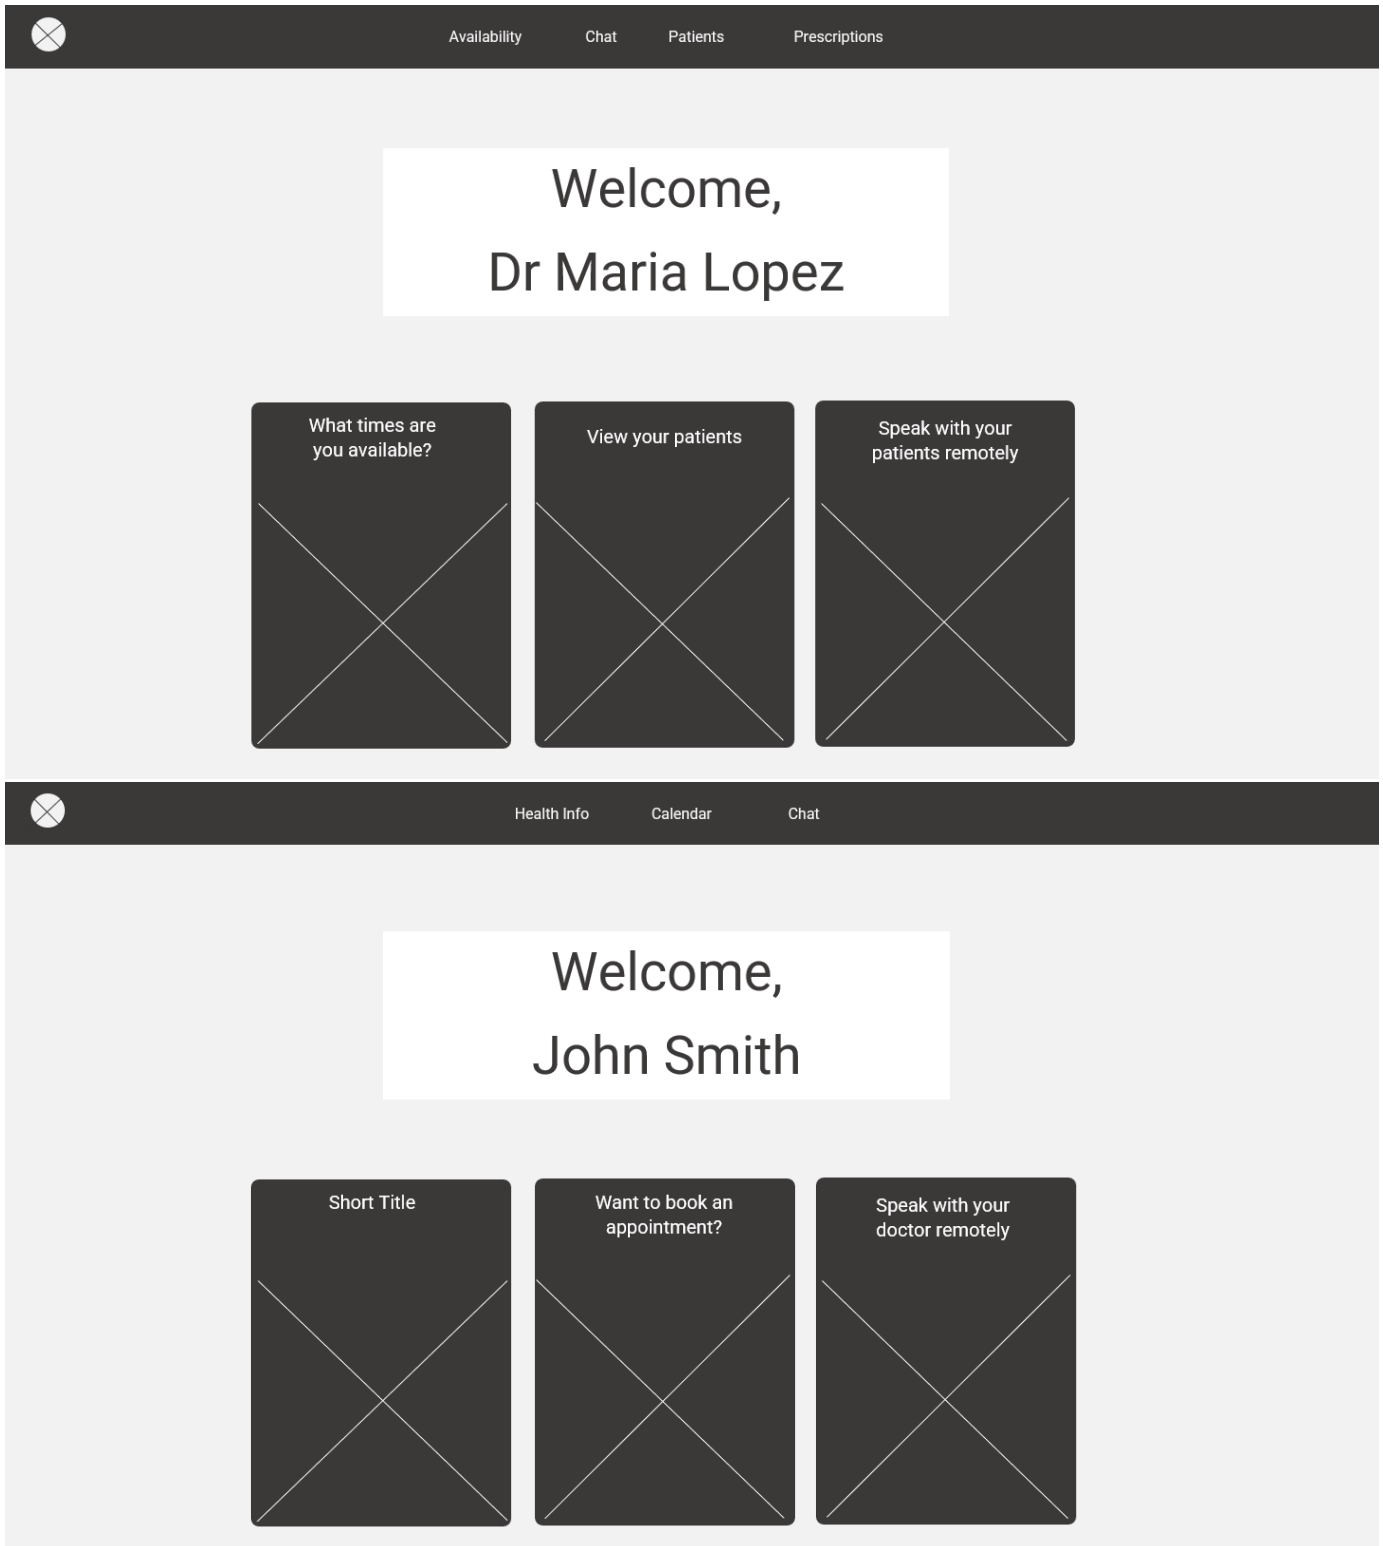 Availability Chat Patients Prescriptions
Welcome,
Dr Maria Lopez
What times are
you available?
View your patients
Speak with your
patients remotely
Health Info Calendar Chat
Welcome,
John Smith
Short Title
Want to book an
appointment?
Speak with your
doctor remotely